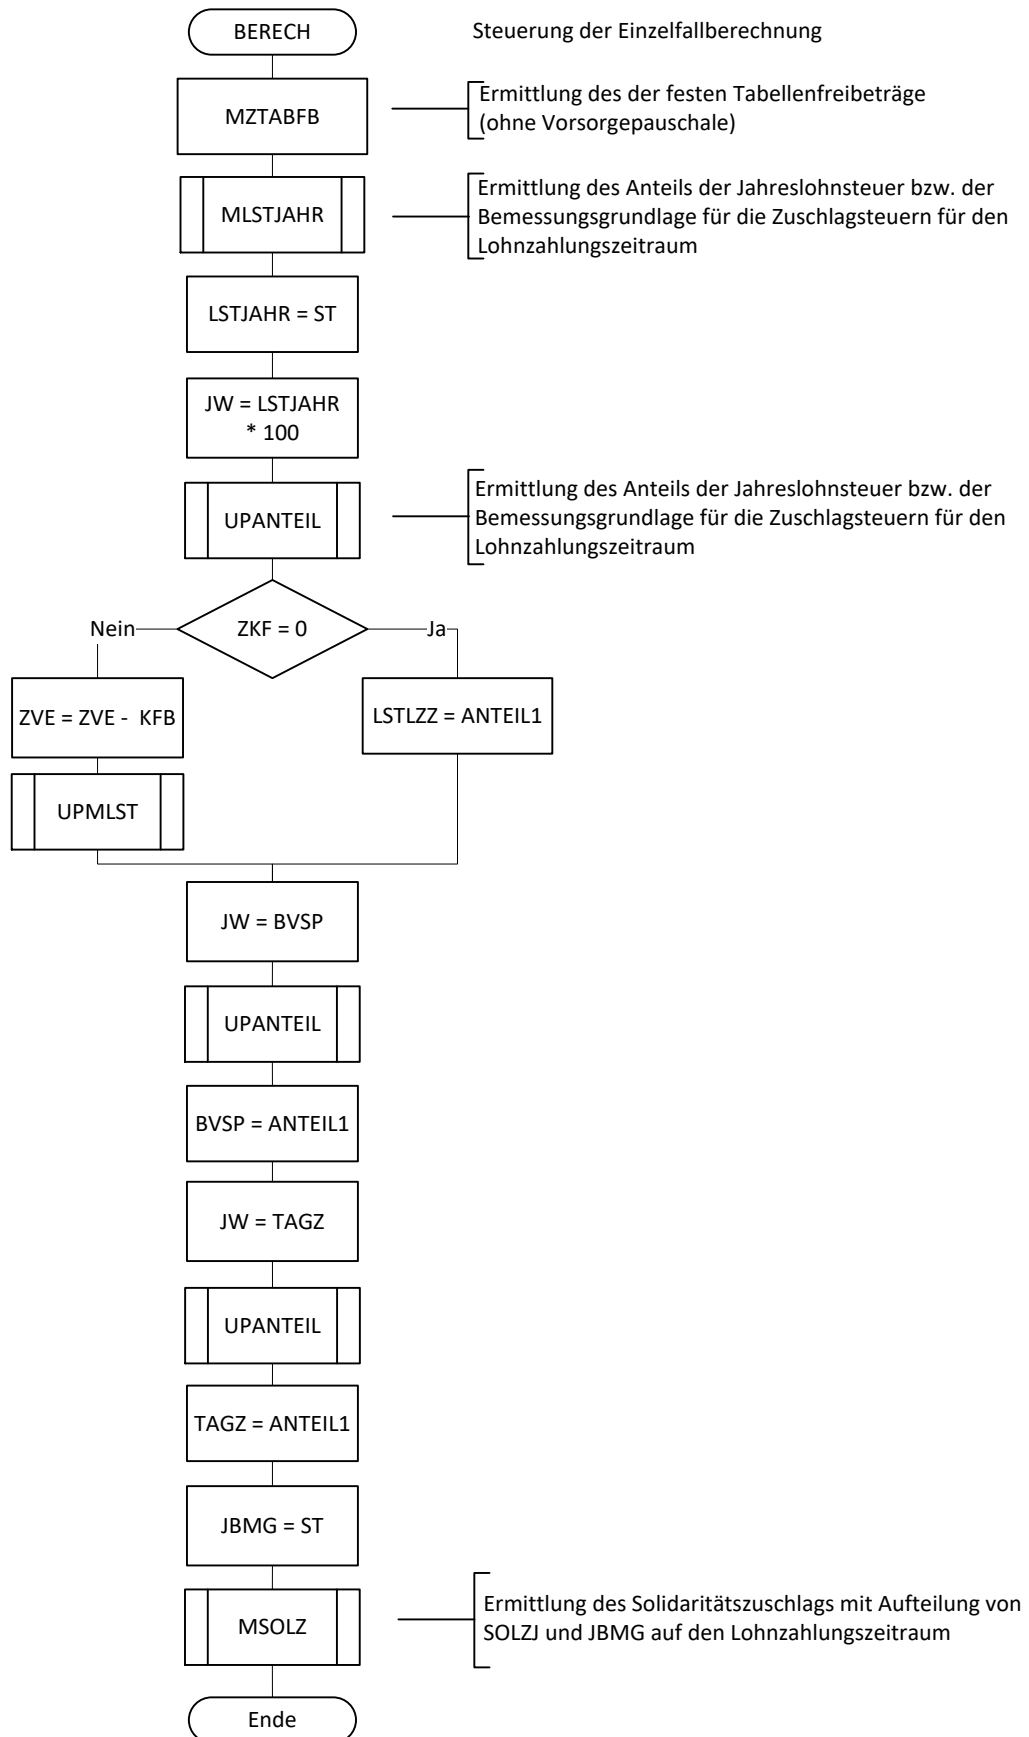 BERECH
Steuerung der Einzelfallberechnung
MZTABFB
Ermittlung des der festen Tabellenfreibeträge
(ohne Vorsorgepauschale)
MLSTJAHR
Ermittlung des Anteils der Jahreslohnsteuer bzw. der
Bemessungsgrundlage für die Zuschlagsteuern für den
Lohnzahlungszeitraum
LSTJAHR = ST
JW = LSTJAHR
* 100
UPANTEIL
Ermittlung des Anteils der Jahreslohnsteuer bzw. der
Bemessungsgrundlage für die Zuschlagsteuern für den
Lohnzahlungszeitraum
Nein
ZKF = 0
Ja
ZVE = ZVE - KFB
LSTLZZ = ANTEIL1
UPMLST
JW = BVSP
UPANTEIL
BVSP = ANTEIL1
JW = TAGZ
UPANTEIL
TAGZ = ANTEIL1
JBMG = ST
MSOLZ
Ermittlung des Solidaritätszuschlags mit Aufteilung von
SOLZJ und JBMG auf den Lohnzahlungszeitraum
Ende